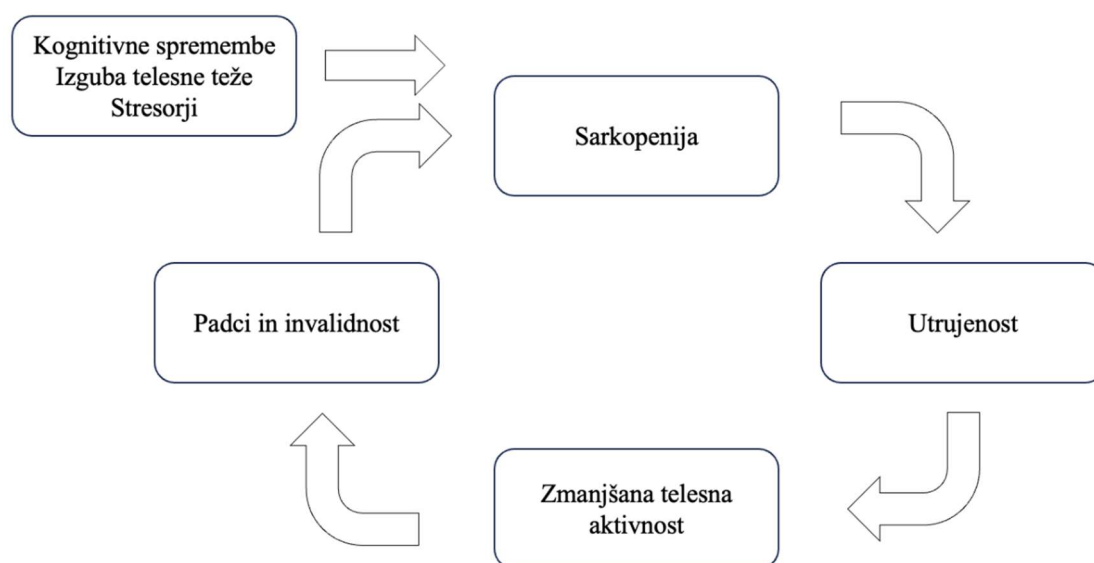 Kognitivne spremembe
Izguba telesne teže
Stresorji
Sarkopenija
Padci in invalidnost
Utrujenost
Zmanjšana telesna
aktivnost